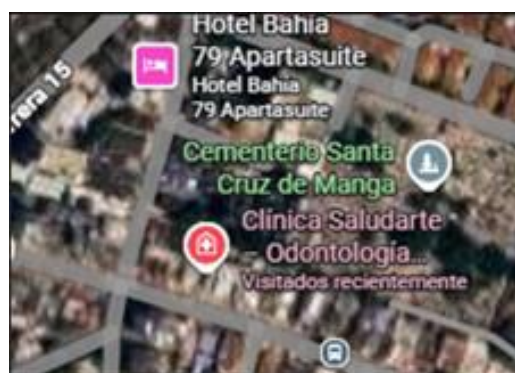 rrera 15
Hotel Bahia
79 Apartasuite
Hotel Bahia
79 Apartasuite
Cementerio Santa
Cruz de Manga
Clínica Saludarte
- Odontología...
Visitados recientemente